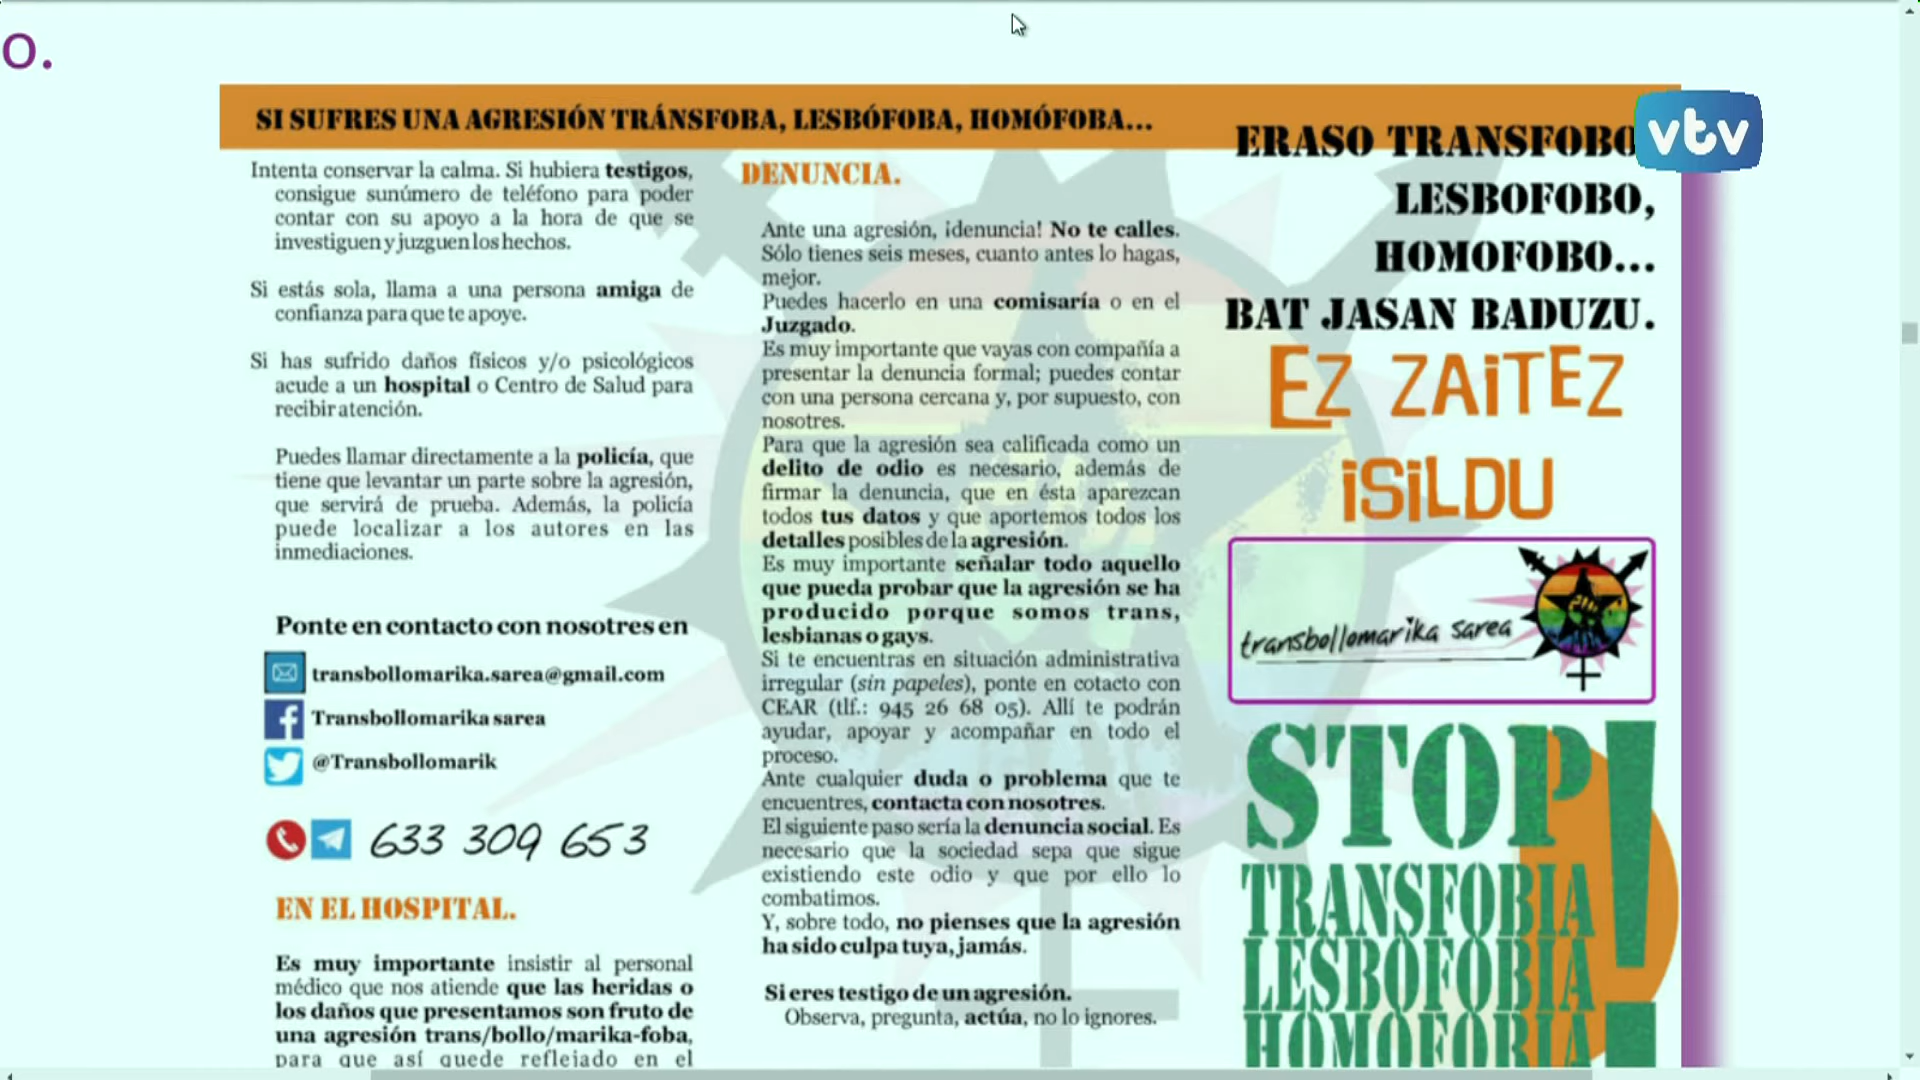 o.
vtv
SI SUFRES UNA AGRESIÓN TRÁNSFOBA, LESBÓFOBA, HOMÓFOBA...
Intenta conservar la calma. Si hubiera testigos,
consigue sunúmero de teléfono para poder
contar con su apoyo a la hora de que se
investiguen y juzguen los hechos.
Si estás sola, llama a una persona amiga de
confianza para que te apoye.
Si has sufrido daños físicos y/o psicológicos
acude a un hospital o Centro de Salud para
recibir atención.
Puedes llamar directamente a la policía, que
tiene que levantar un parte sobre la agresión,
que servirá de prueba. Además, la policía
puede localizar a los autores en las
inmediaciones.
Ponte en contacto con nosotres en
transbollomarika.sarea@gmail.com
Transbollomarika sarea
@Transbollomarik
633 309 653
EN EL HOSPITAL.
Es muy importante insistir al personal
médico que nos atiende que las heridas o
los daños que presentamos son fruto de
una agresión trans/bollo/marika-foba,
para que así quede reflejado en el
DENUNCIA.
Ante una agresión, ¡denuncia! No te calles.
Sólo tienes seis meses, cuanto antes lo hagas,
mejor.
Puedes hacerlo en una comisaría o en el
Juzgado.
Es muy importante que vayas con compañía a
presentar la denuncia formal; puedes contar
con una persona cercana y, por supuesto, con
nosotres.
Para que la agresión sea calificada como un
delito de odio es necesario, además de
firmar la denuncia, que en ésta aparezcan
todos tus datos y que aportemos todos los
detalles posibles de la agresión.
Es muy importante señalar todo aquello
que pueda probar que la agresión se ha
producido porque somos trans,
lesbianas o gays.
Si te encuentras en situación administrativa
irregular (sin papeles), ponte en cotacto con
CEAR (tlf.: 945 26 68 05). Allí te podrán
ayudar, apoyar y acompañar en todo el
proceso.
Ante cualquier duda o problema que te
encuentres, contacta con nosotres.
El siguiente paso sería la denuncia social. Es
necesario que la sociedad sepa que sigue
existiendo este odio y que por ello lo
combatimos.
Y, sobre todo, no pienses que la agresión
ha sido culpa tuya, jamás.
Si eres testigo de un agresión.
Observa, pregunta, actúa, no lo ignores.
ERASO TRANSFOBO
LESBOFOBO,
HOMOFOBO...
BAT JASAN BADUZU.
EZ ZAITEZ
ISILDU
transbollomarika sarea
STOP!
TRANSFOBIA
LESBOFOBIA
HOMOFOBIA